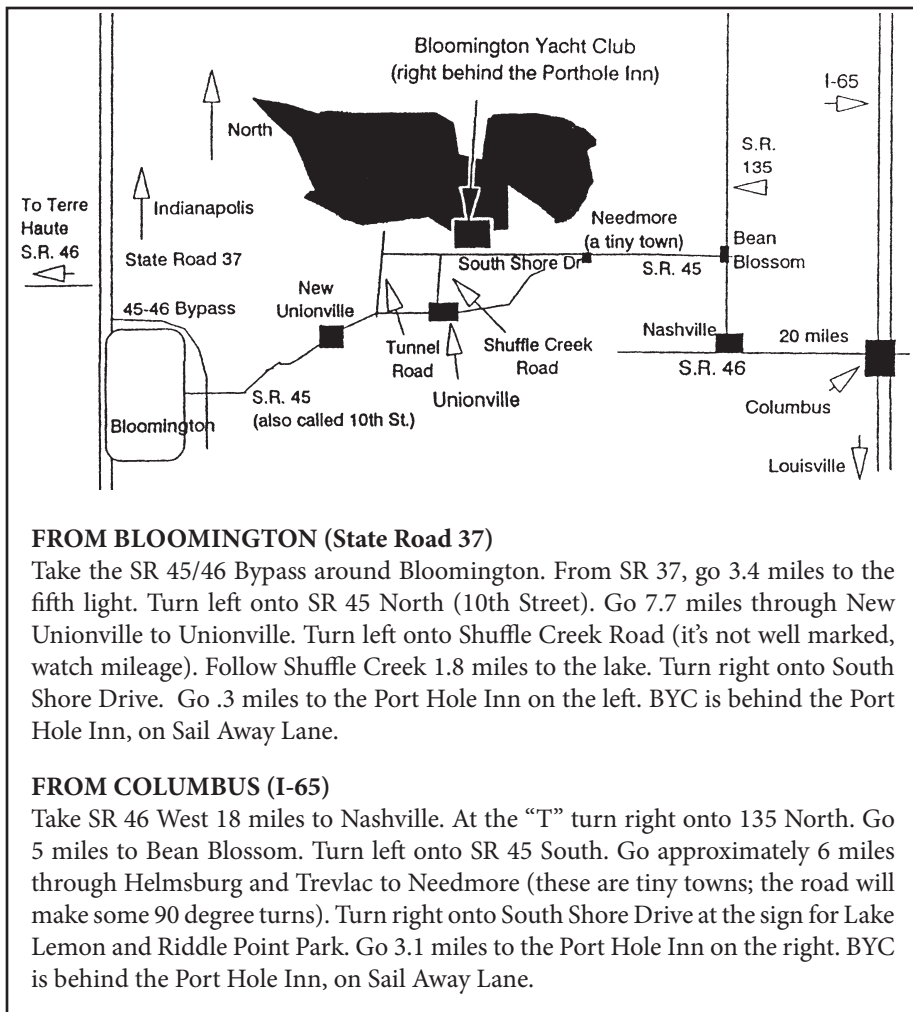 Bloomington Yacht Club
(right behind the Porthole Inn)
I-65
North
S.R.
135
To Terre
Haute
S.R. 46
Indianapolis
Needmore
(a tiny town)
State Road 37
South Shore Dr
S.R. 45
Bean
Blossom
45-46 Bypass
New
Unionville
Tunnel
Road
Shuffle Creek
Road
Nashville
20 miles
S.R. 46
Unionville
S.R. 45
(also called 10th St.)
Columbus
Bloomington
Louisville
FROM BLOOMINGTON (State Road 37)
Take the SR 45/46 Bypass around Bloomington. From SR 37, go 3.4 miles to the
fifth light. Turn left onto SR 45 North (10th Street). Go 7.7 miles through New
Unionville to Unionville. Turn left onto Shuffle Creek Road (it's not well marked,
watch mileage). Follow Shuffle Creek 1.8 miles to the lake. Turn right onto South
Shore Drive. Go .3 miles to the Port Hole Inn on the left. BYC is behind the Port
Hole Inn, on Sail Away Lane.
FROM COLUMBUS (I-65)
Take SR 46 West 18 miles to Nashville. At the “T” turn right onto 135 North. Go
5 miles to Bean Blossom. Turn left onto SR 45 South. Go approximately 6 miles
through Helmsburg and Trevlac to Needmore (these are tiny towns; the road will
make some 90 degree turns). Turn right onto South Shore Drive at the sign for Lake
Lemon and Riddle Point Park. Go 3.1 miles to the Port Hole Inn on the right. BYC
is behind the Port Hole Inn, on Sail Away Lane.